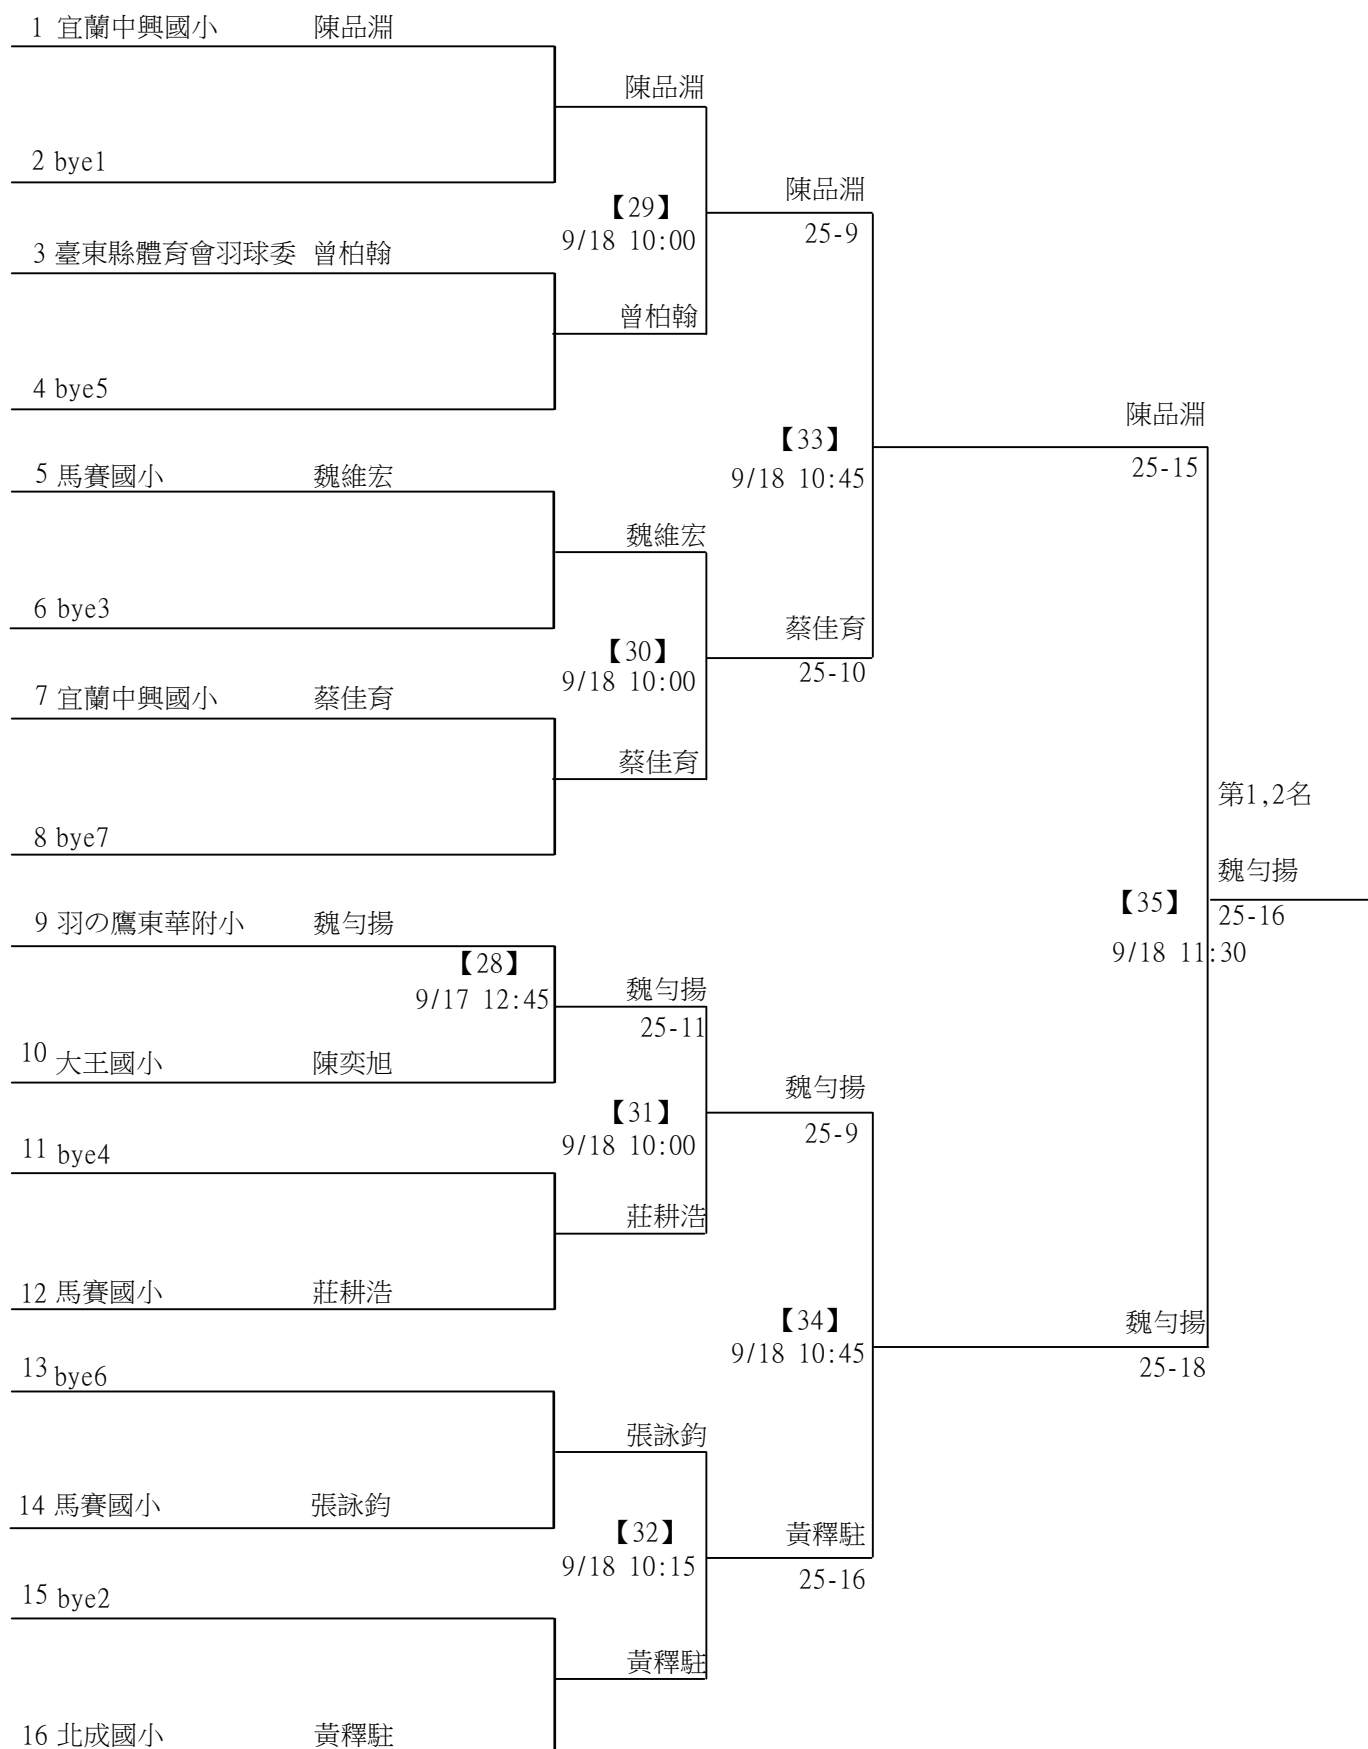 1 宜蘭中興國小 陳品淵
陳品淵
2 bye1
陳品淵
【29】
25-9
9/18 10:00
3 臺東縣體育會羽球委 曾柏翰
曾柏翰
4 bye5
陳品淵
【33】
25-15
9/18 10:45
5 馬賽國小 魏維宏
魏維宏
6 bye3
蔡佳育
【30】
25-10
9/18 10:00
7 宜蘭中興國小 蔡佳育
蔡佳育
第1,2名
8 bye7
魏勻揚
【35】
25-16
9/18 11:30
9 羽の鷹東華附小 魏勻揚
【28】
9/17 12:45
魏勻揚
25-11
10 大王國小 陳奕旭
魏勻揚
【31】
25-9
9/18 10:00
11 bye4
莊耕浩
12 馬賽國小 莊耕浩
【34】
魏勻揚
9/18 10:45
25-18
13 bye6
張詠鈞
14 馬賽國小 張詠鈞
【32】
黃釋駐
9/18 10:15
25-16
15 bye2
黃釋駐
16 北成國小 黃釋駐